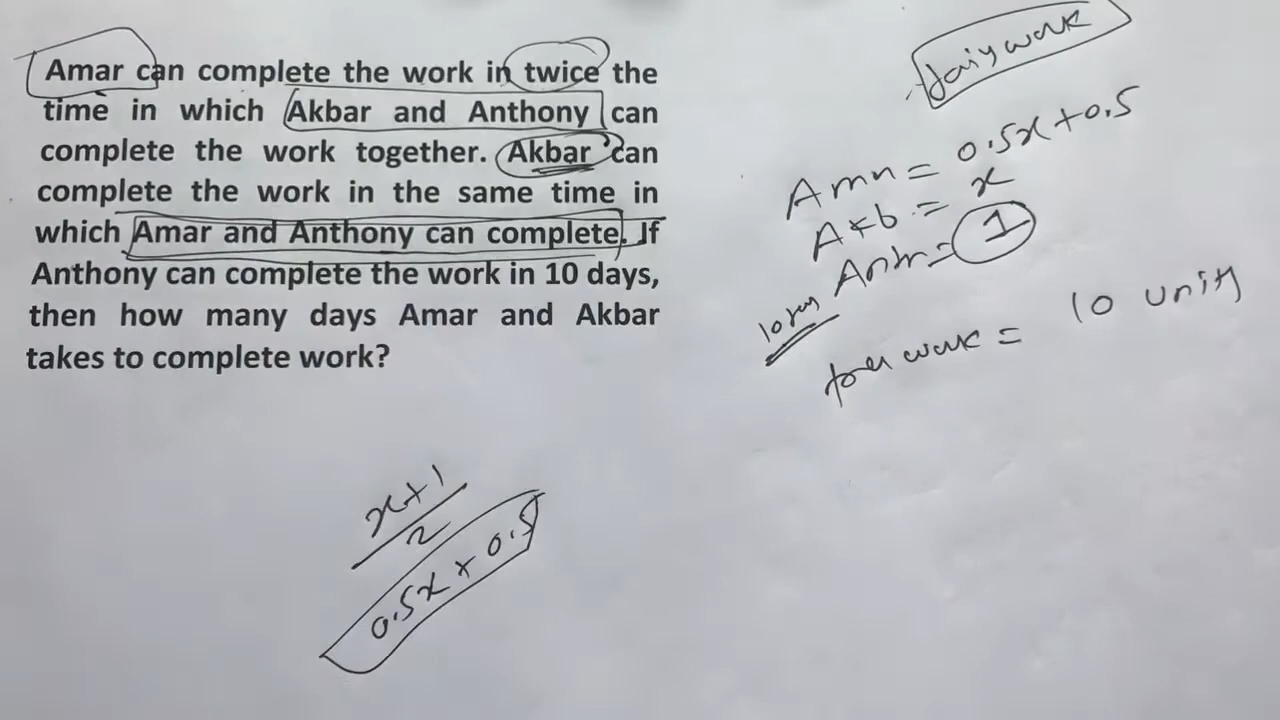 Amar can complete the work in twice the
time in which Akbar and Anthony can
complete the work together. Akbar can
complete the work in the same time in
which Amar and Anthony can complete. If
Anthony can complete the work in 10 days,
then how many days Amar and Akbar
takes to complete work?
work
= 0.5x + 0.5
Akb = x
= 1
10
work = 10
x+1
2
0.5x + 0.5